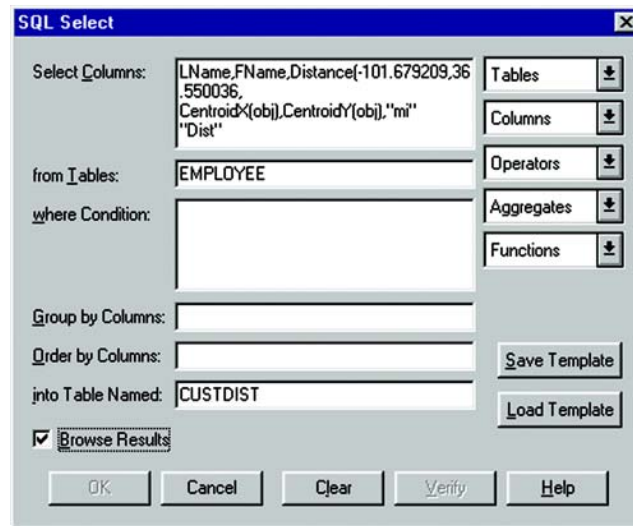 SQL Select
Select Columns:
LName,FName,Distance(-101.679209,36
.550036,
CentroidX(obj),CentroidY(obj),"mi"
"Dist"
Tables
Columns
from Tables:
EMPLOYEE
Operators
where Condition:
Aggregates
Functions
Group by Columns:
Order by Columns:
Save Template
into Table Named:
CUSTDIST
Load Template
Browse Results
OK
Cancel
Clear
Verify
Help